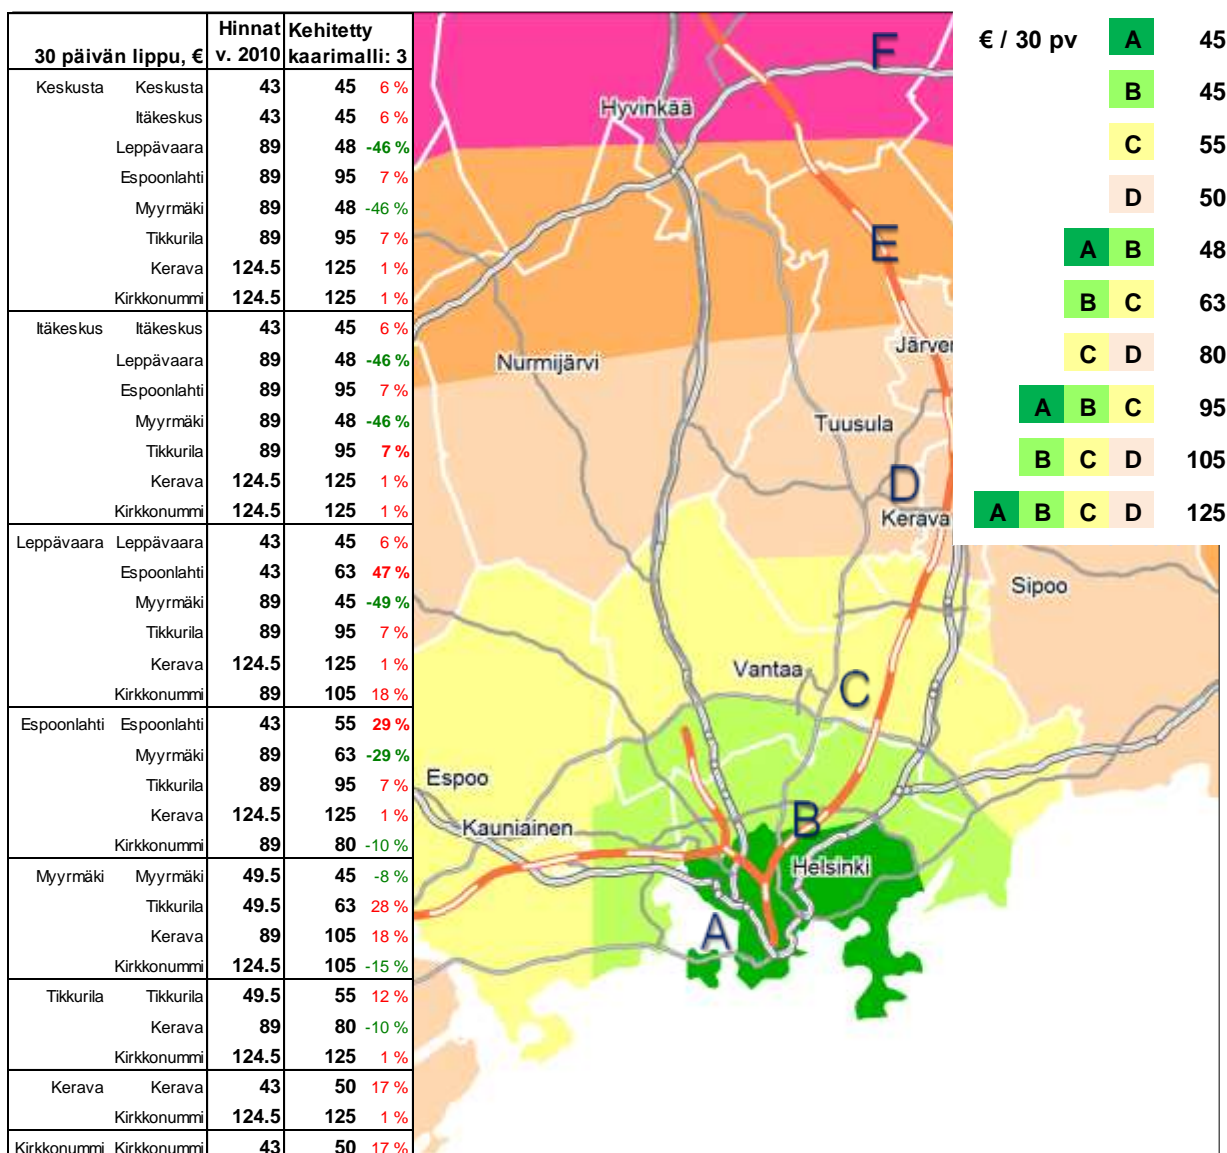 Hinnat Kehitetty
30 päivän lippu, € v. 2010 kaarimalli: 3
Keskusta Keskusta 43 45 6 %
Itäkeskus 43 45 6 %
Leppävaara 89 48 -46 %
Espoonlahti 89 95 7 %
Myyrmäki 89 48 -46 %
Tikkurila 89 95 7 %
Kerava 124.5 125 1 %
Kirkkonummi 124.5 125 1 %
Itäkeskus Itäkeskus 43 45 6 %
Leppävaara 89 48 -46 %
Espoonlahti 89 95 7 %
Myyrmäki 89 48 -46 %
Tikkurila 89 95 7 %
Kerava 124.5 125 1 %
Kirkkonummi 124.5 125 1 %
Leppävaara Leppävaara 43 45 6 %
Espoonlahti 43 63 47 %
Myyrmäki 89 45 -49 %
Tikkurila 89 95 7 %
Kerava 124.5 125 1 %
Kirkkonummi 89 105 18 %
Espoonlahti Espoonlahti 43 55 29 %
Myyrmäki 89 63 -29 %
Tikkurila 89 95 7 %
Kerava 124.5 125 1 %
Kirkkonummi 89 80 -10 %
Myyrmäki Myyrmäki 49.5 45 -8 %
Tikkurila 49.5 63 28 %
Kerava 89 105 18 %
Kirkkonummi 124.5 105 -15 %
Tikkurila Tikkurila 49.5 55 12 %
Kerava 89 80 -10 %
Kirkkonummi 124.5 125 1 %
Kerava Kerava 43 50 17 %
Kirkkonummi 124.5 125 1 %
Kirkkonummi Kirkkonummi 43 50 17 %
F
Hyvinkää
E
Nurmijärvi
Järver
Tuusula
D
Kerava
Sipoo
Vantaa
C
Espoo
Kauniainen
B
Helsinki
A
€ / 30 pv A 45
B 45
C 55
D 50
A B 48
B C 63
C D 80
A B C 95
B C D 105
A B C D 125